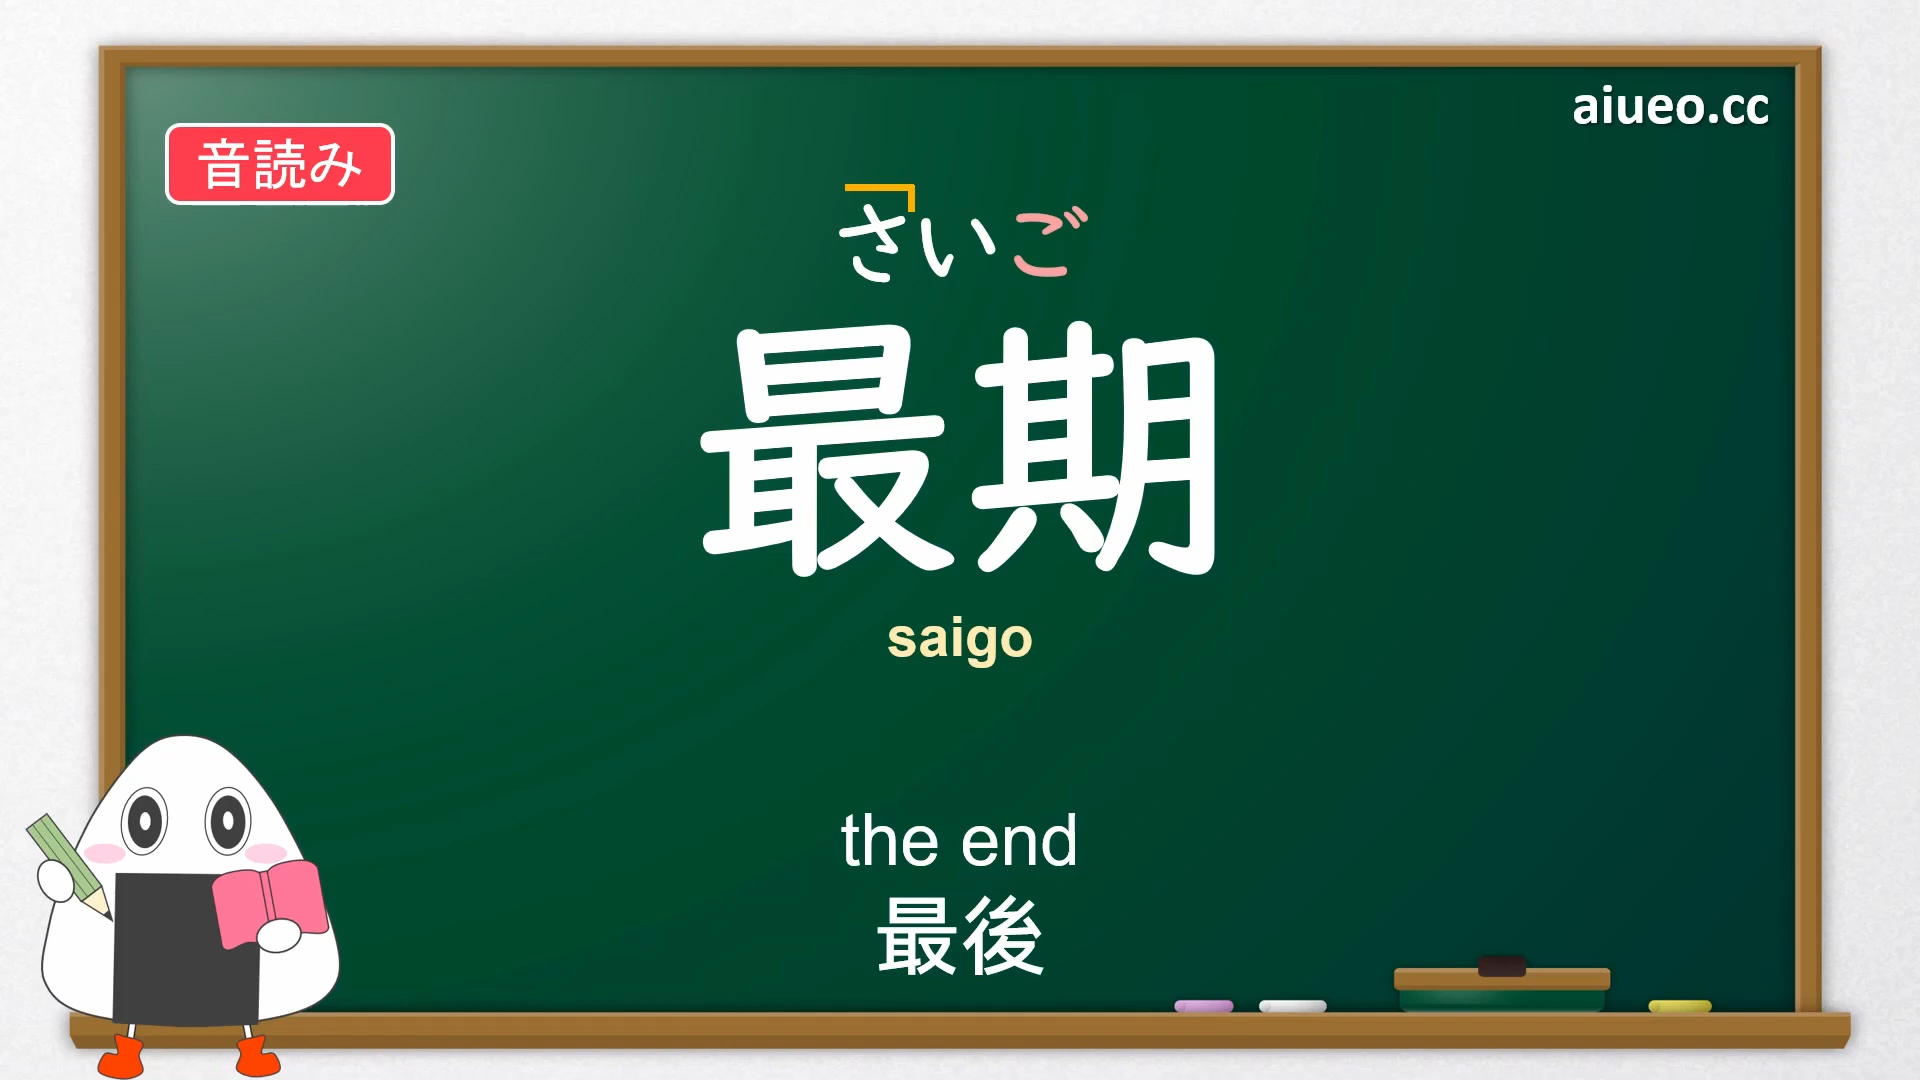 aiueo.cc
音読み
さいご
最期
saigo
the end
最後